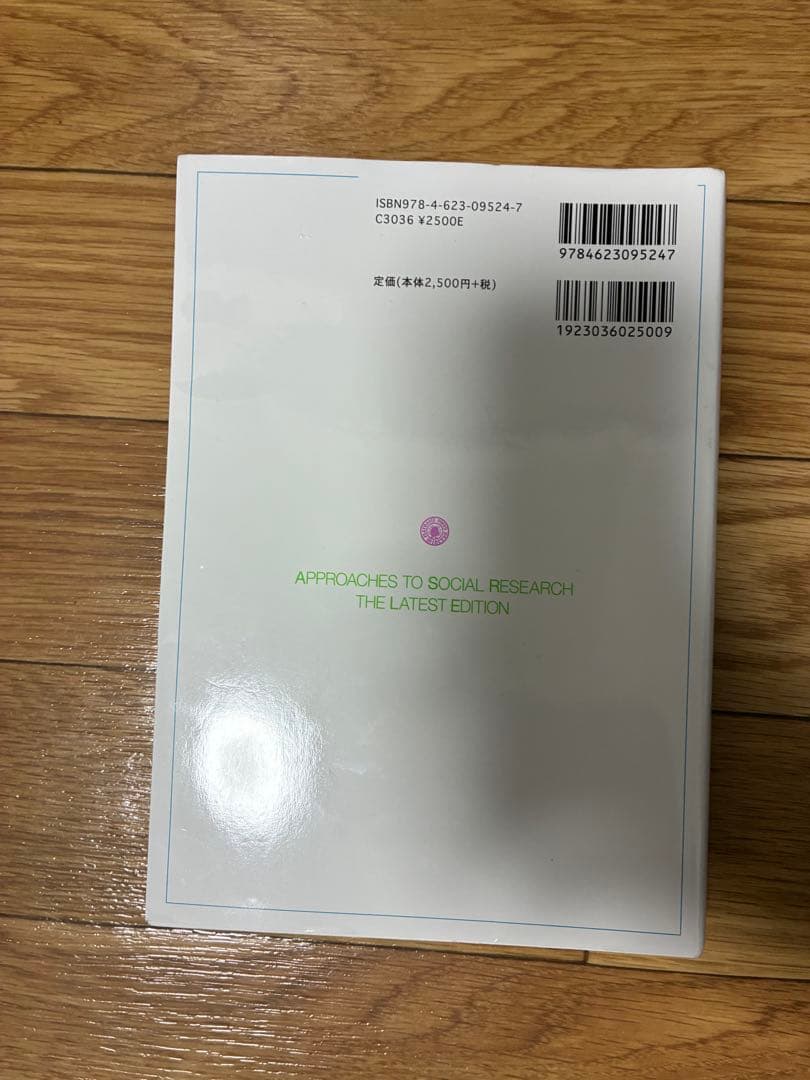 ISBN978-4-623-09524-7
C3036 ¥2500E
9784623095247
定価(本体2,500円+税)
1923036025009
APPROACHES TO SOCIAL RESEARCH
THE LATEST EDITION